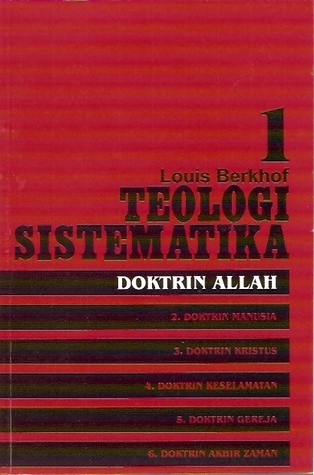 1
Louis Berkhof
TEOLOGI
SISTEMATIKA
DOKTRIN ALLAH
2. DOKTRIN MANUSIA
3. DOKTRIN KRISTUS
4. DOKTRIN KESELAMATAN
5. DOKTRIN GEREJA
6. DOKTRIN AKHIR ZAMAN